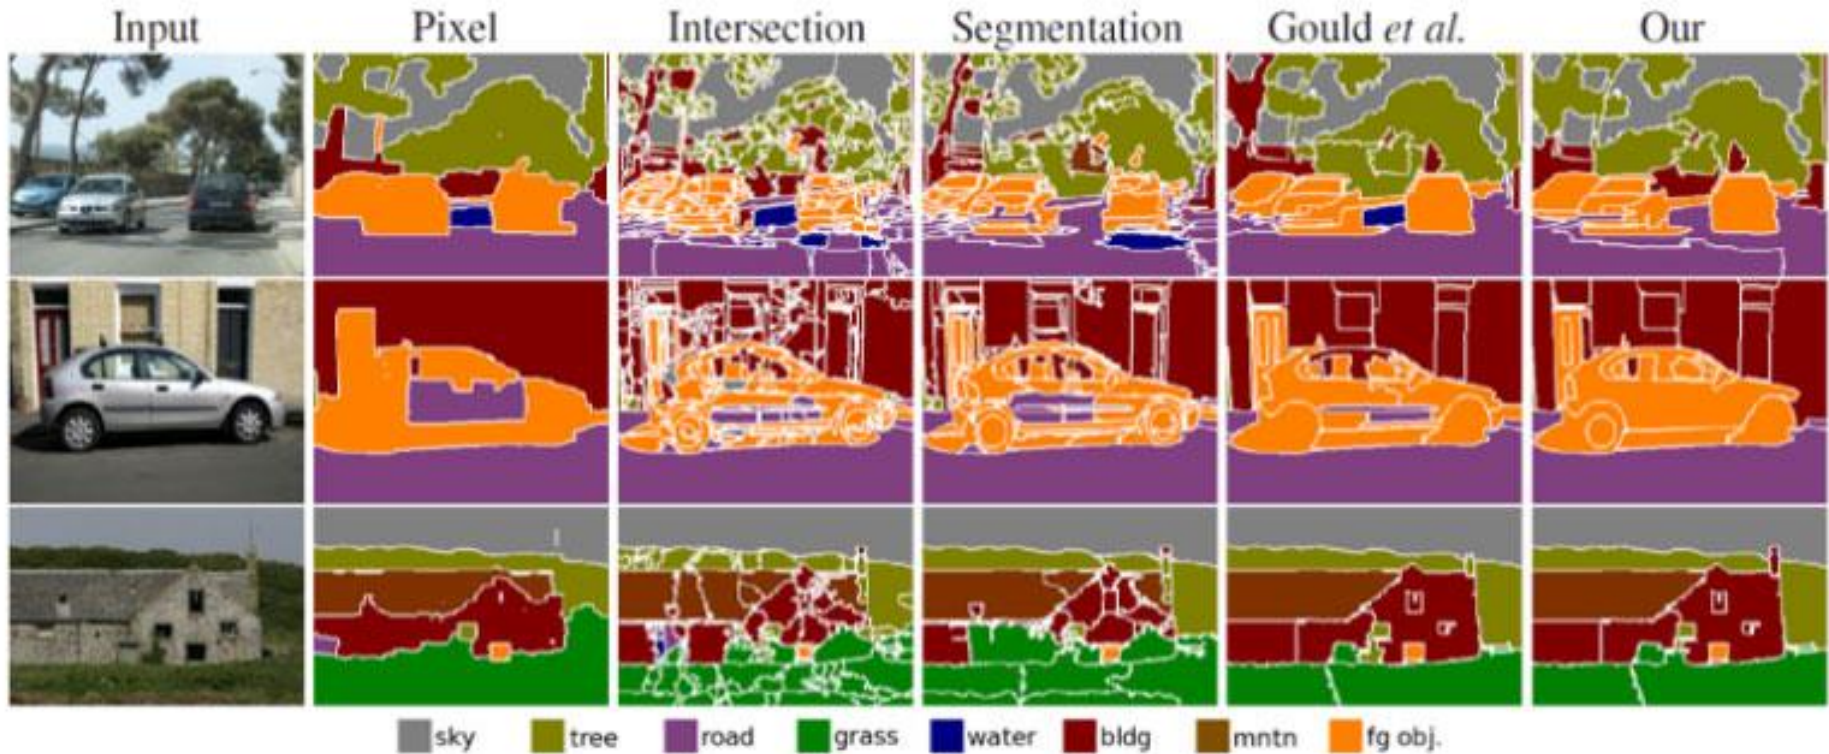 Input Pixel Intersection Segmentation Gould et al. Our
sky tree road grass water bldg mntn fg obj.